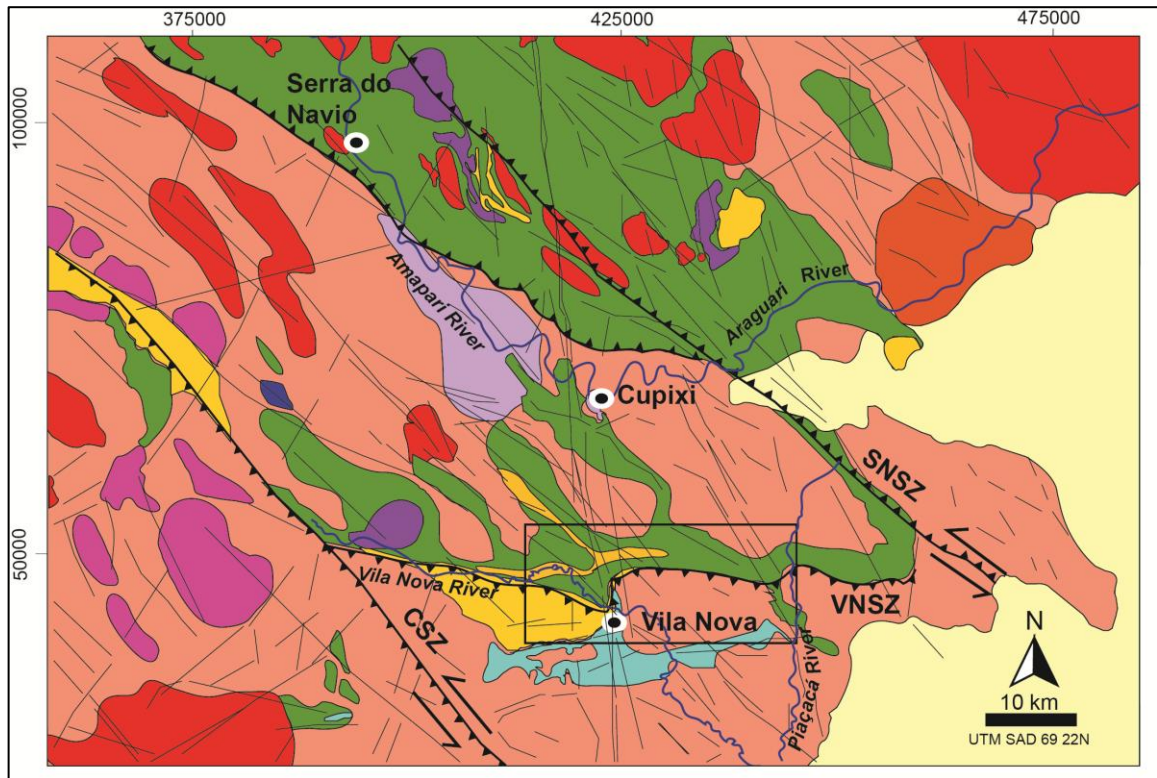 375000
425000
475000
100000
Serra do
Navio
Amapari River
Araguari River
Cupixi
SNSZ
50000
Vila Nova River
VNSZ
CSZ
Vila Nova
Piaçacá River
N
10 km
UTM SAD 69 22N